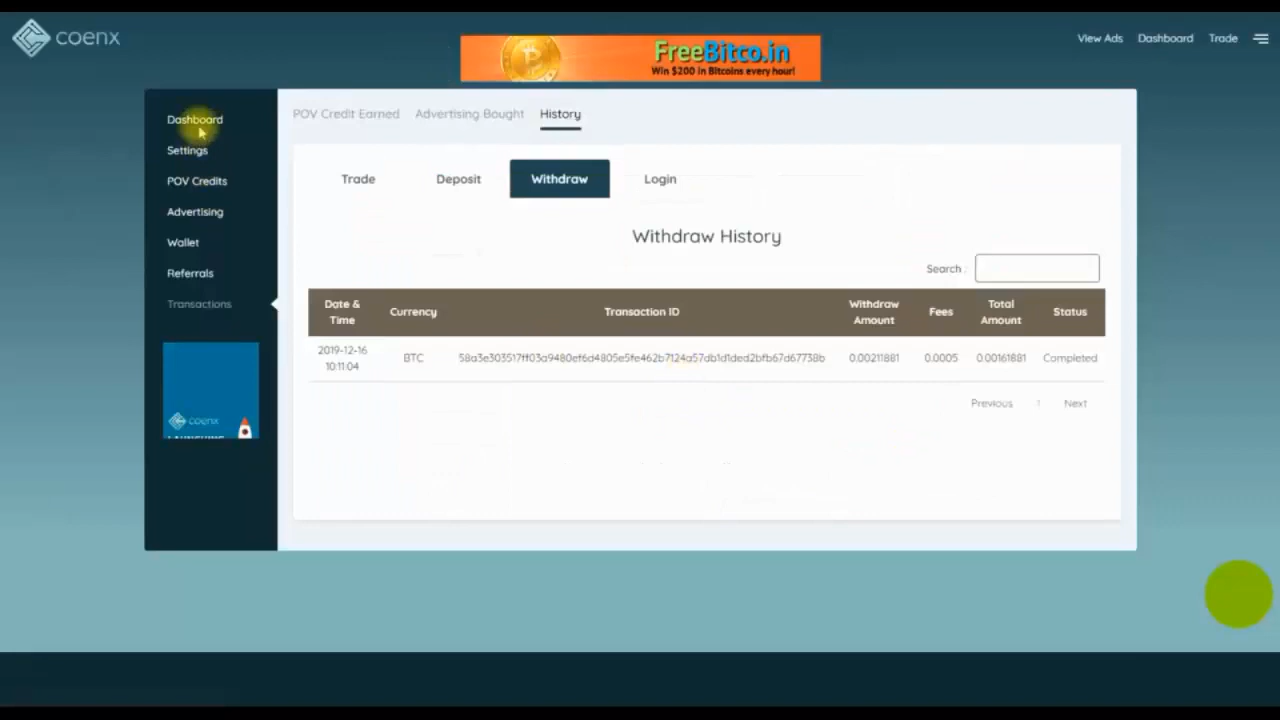 coenx
FreeBitco.in
Win $200 in Bitcoins every hour!
View Ads Dashboard Trade
Dashboard
Settings
POV Credits
Advertising
Wallet
Referrals
Transactions
coenx
LAUNCHING
POV Credit Earned Advertising Bought History
Trade Deposit Withdraw Login
Withdraw History
Search :
Date & Time Currency Transaction ID Withdraw Amount Fees Total Amount Status
2019-12-16 10:11:04 BTC 58a3e303517ff03a9480ef6d4805e5fe462b7124a57db1d1ded2bfb67d67738b 0.00211881 0.0005 0.00161881 Completed
Previous 1 Next